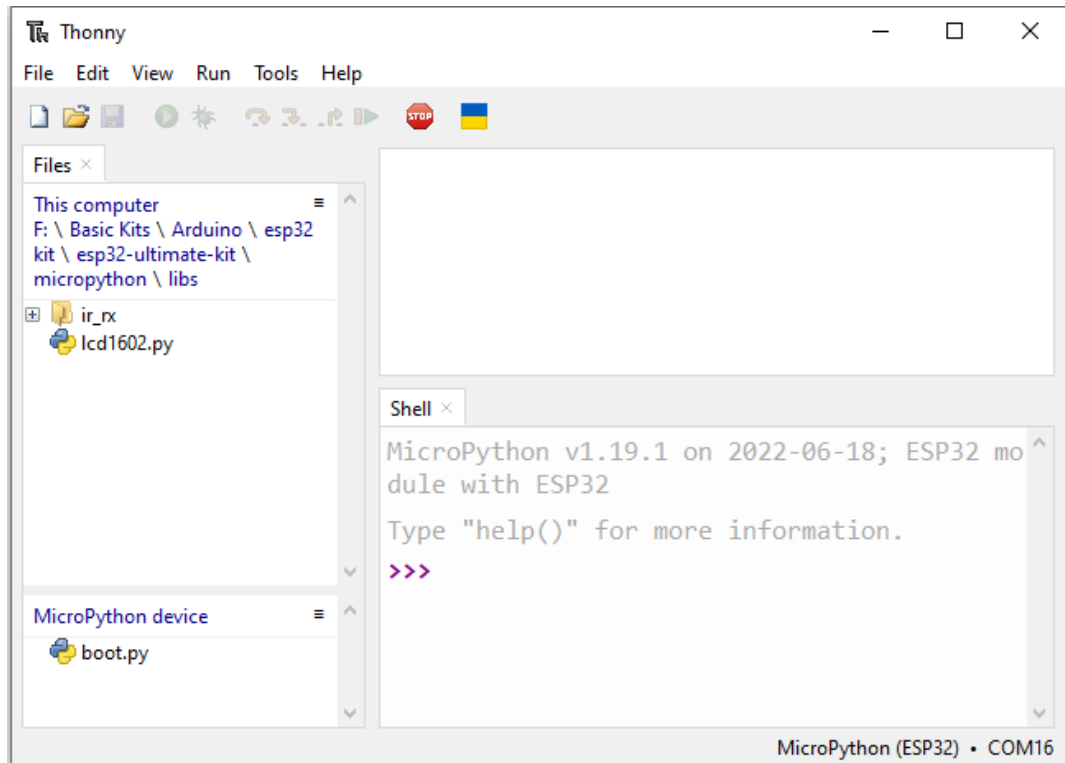 Thonny
File Edit View Run Tools Help
STOP
Files
This computer
F: \ Basic Kits \ Arduino \ esp32
kit \ esp32-ultimate-kit \
micropython \ libs
ir_rx
lcd1602.py
MicroPython device
boot.py
Shell
MicroPython v1.19.1 on 2022-06-18; ESP32 mo
dule with ESP32
Type "help()" for more information.
>>>
MicroPython (ESP32) • COM16